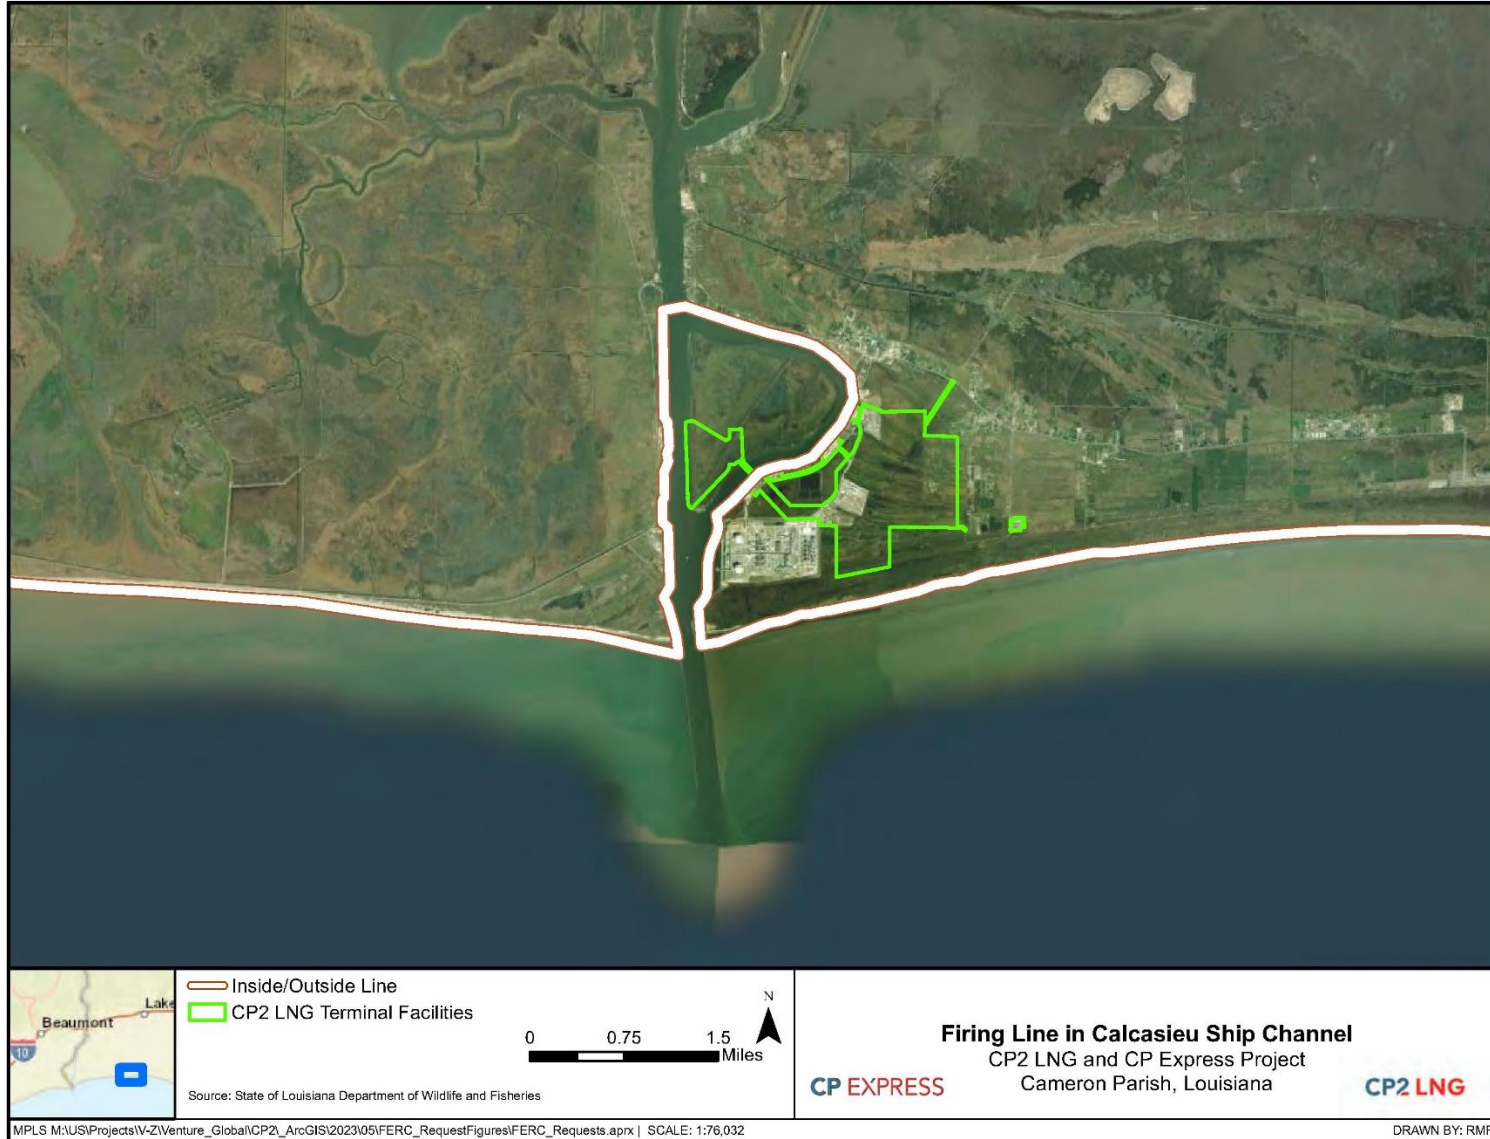 Lake
Beaumont
10
Inside/Outside Line
CP2 LNG Terminal Facilities
N
0 0.75 1.5
Miles
Source: State of Louisiana Department of Wildlife and Fisheries
Firing Line in Calcasieu Ship Channel
CP2 LNG and CP Express Project
Cameron Parish, Louisiana
CP EXPRESS
CP2 LNG
MPLS M:\US\Projects\V-Z\Venture_Global\CP2\_ArcGIS\2023\05\FERC_RequestFigures\FERC_Requests.aprx | SCALE: 1:76,032
DRAWN BY: RMF